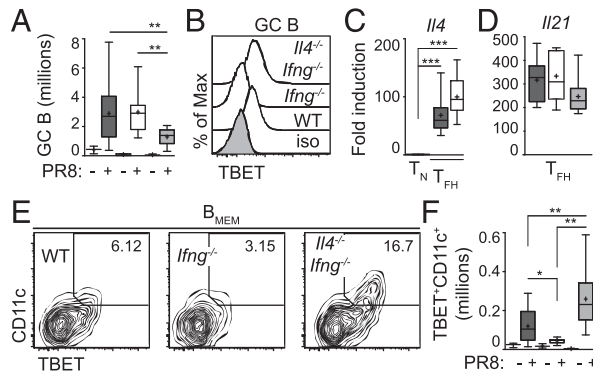 A
GC B (millions)
8
6
4
2
0
**
**
PR8: - + - + - +
B
GC B
% of Max
Il4-/-
Ifng-/-
Ifng-/-
WT
iso
TBET
C
Il4
Fold induction
200
100
0
***
***
TN TFH
D
Il21
500
400
300
200
100
0
TFH
E
BMEM
WT 6.12
Ifng-/- 3.15
Il4-/-
Ifng-/- 16.7
CD11c
TBET
F
TBET+CD11c+
(millions)
0.6
0.4
0.2
0.0
**
**
*
PR8: - + - + - +